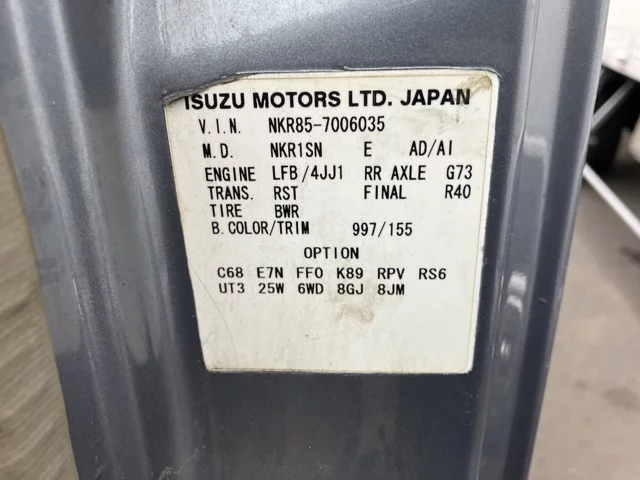 ISUZU MOTORS LTD. JAPAN
V.I.N. NKR85-7006035
M.D. NKR1SN E AD/AI
ENGINE LFB/4JJ1 RR AXLE G73
TRANS. RST FINAL R40
TIRE BWR
B.COLOR/TRIM 997/155
OPTION
C68 E7N FF0 K89 RPV RS6
UT3 25W 6WD 8GJ 8JM